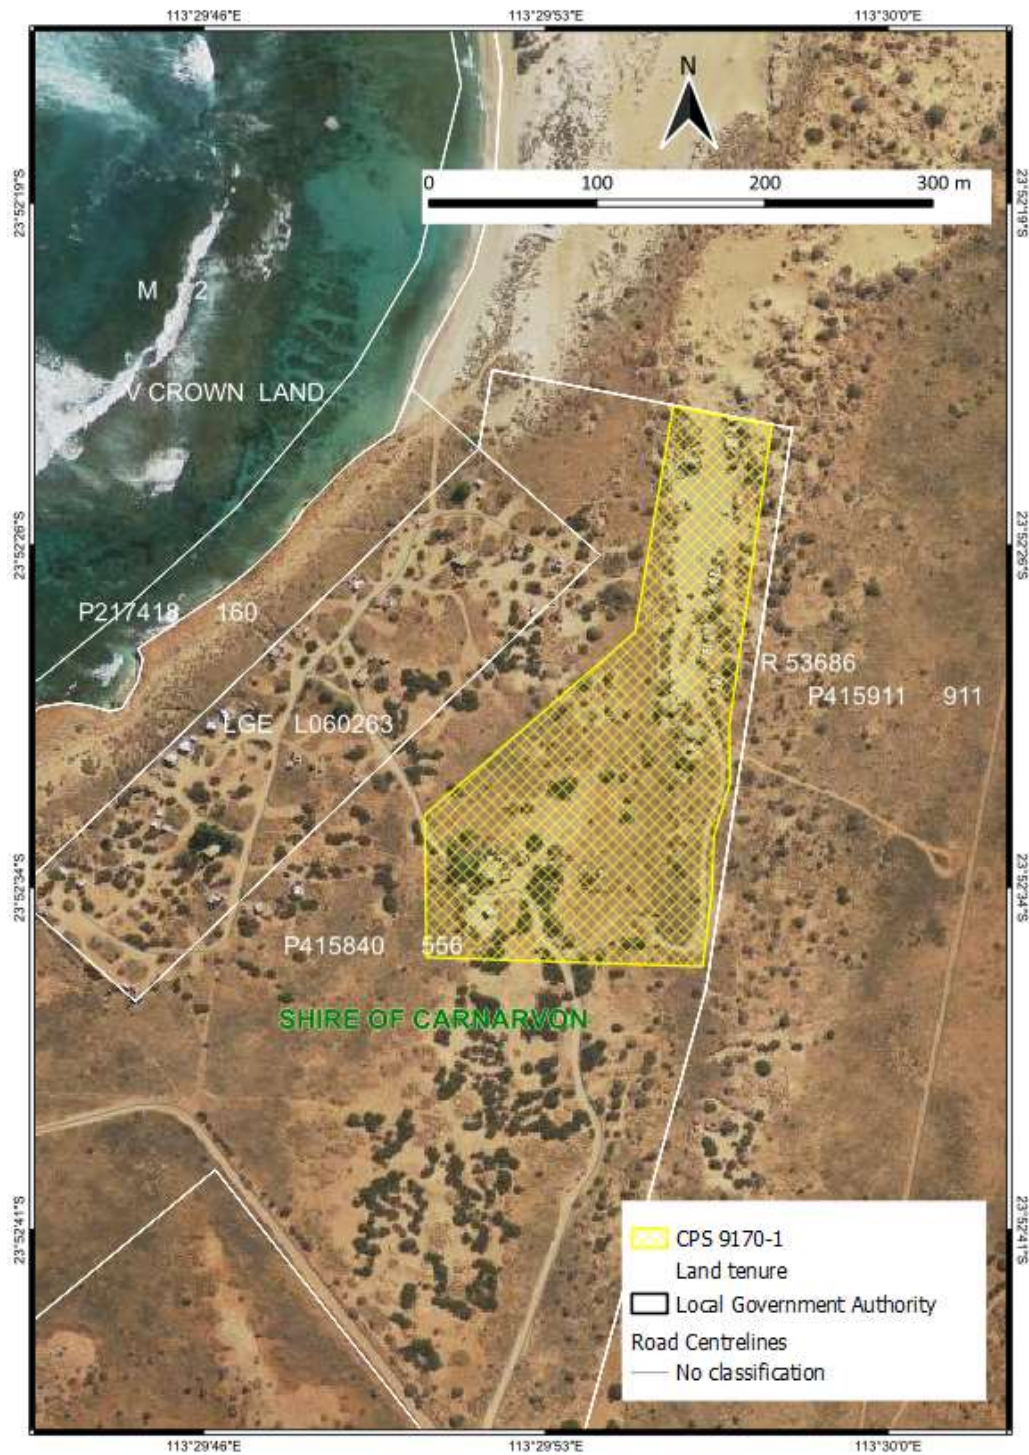 113°29'46"E 113°29'53"E 113°30'0"E
N
0 100 200 300 m
23°52'19"S 23°52'19"S
M 2
V CROWN LAND
23°52'26"S 23°52'26"S
P217418 160
R 53686
P415911 911
LGE L060263
23°52'34"S 23°52'34"S
P415840 556
SHIRE OF CARNARVON
23°52'41"S 23°52'41"S
CPS 9170-1
Land tenure
Local Government Authority
Road Centrelines
No classification
113°29'46"E 113°29'53"E 113°30'0"E